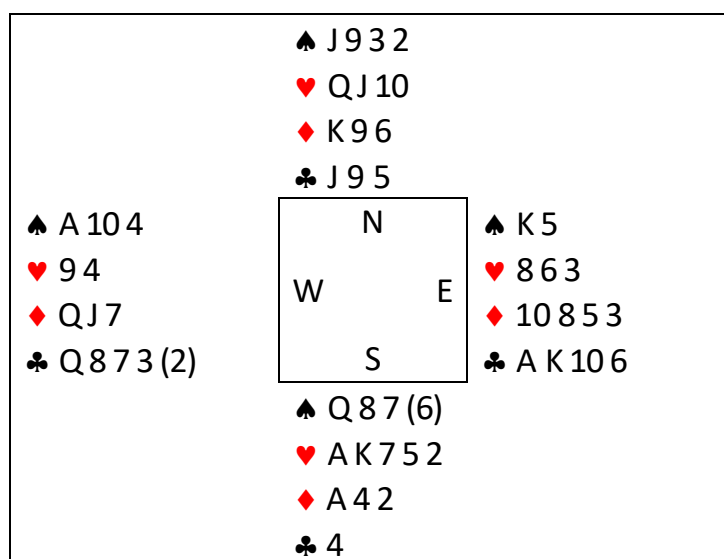 ♠ J 9 3 2
♥ Q J 10
♦ K 9 6
♣ J 9 5
♠ A 10 4
♥ 9 4
♦ Q J 7
♣ Q 8 7 3 (2)
N
W E
S
♠ K 5
♥ 8 6 3
♦ 10 8 5 3
♣ A K 10 6
♠ Q 8 7 (6)
♥ A K 7 5 2
♦ A 4 2
♣ 4